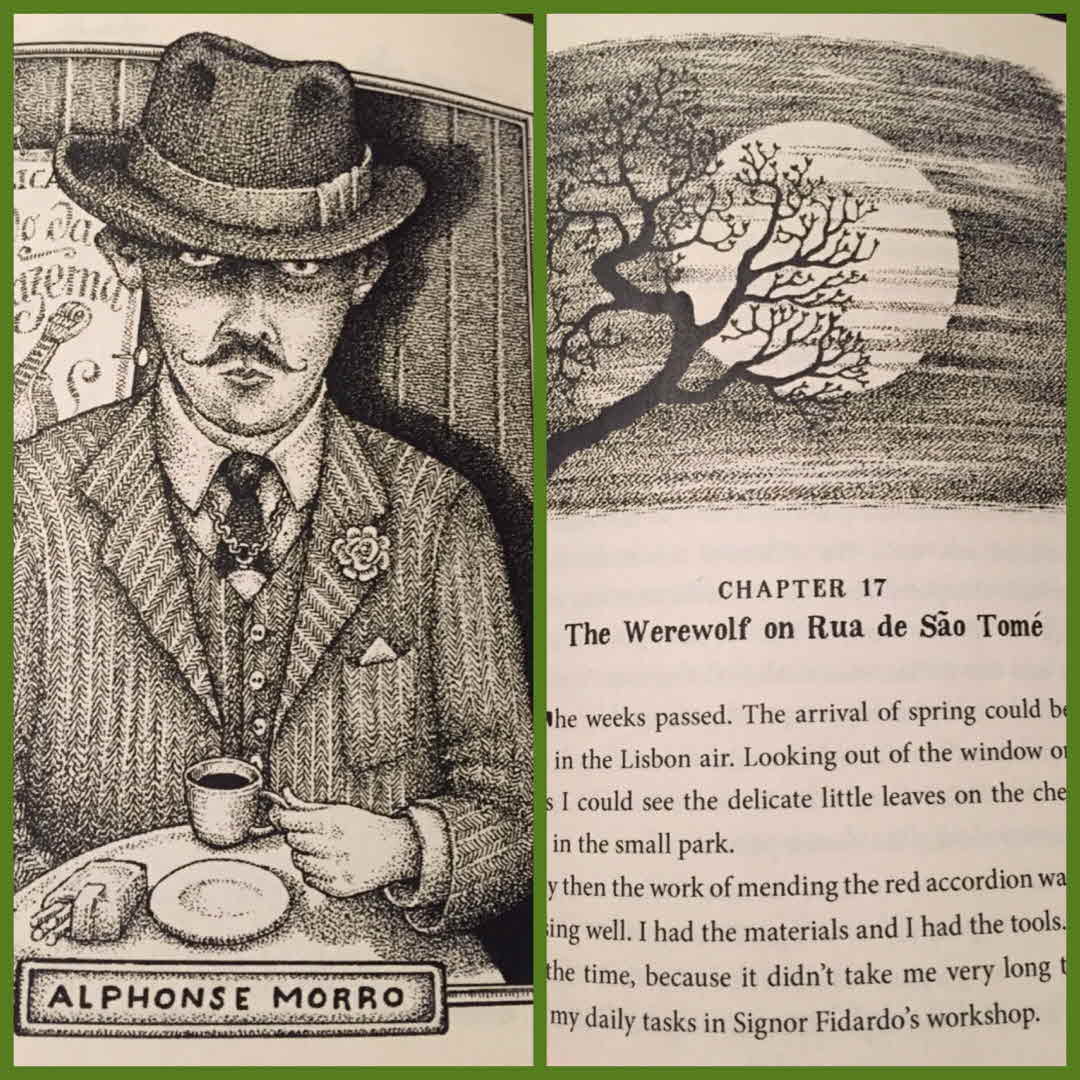 ALPHONSE MORRO
CHAPTER 17
The Werewolf on Rua de São Tomé
he weeks passed. The arrival of spring could be
in the Lisbon air. Looking out of the window
s I could see the delicate little leaves on the che
in the small park.
y then the work of mending the red accordion wa
ing well. I had the materials and I had the tools.
the time, because it didn't take me very long t
my daily tasks in Signor Fidardo's workshop.